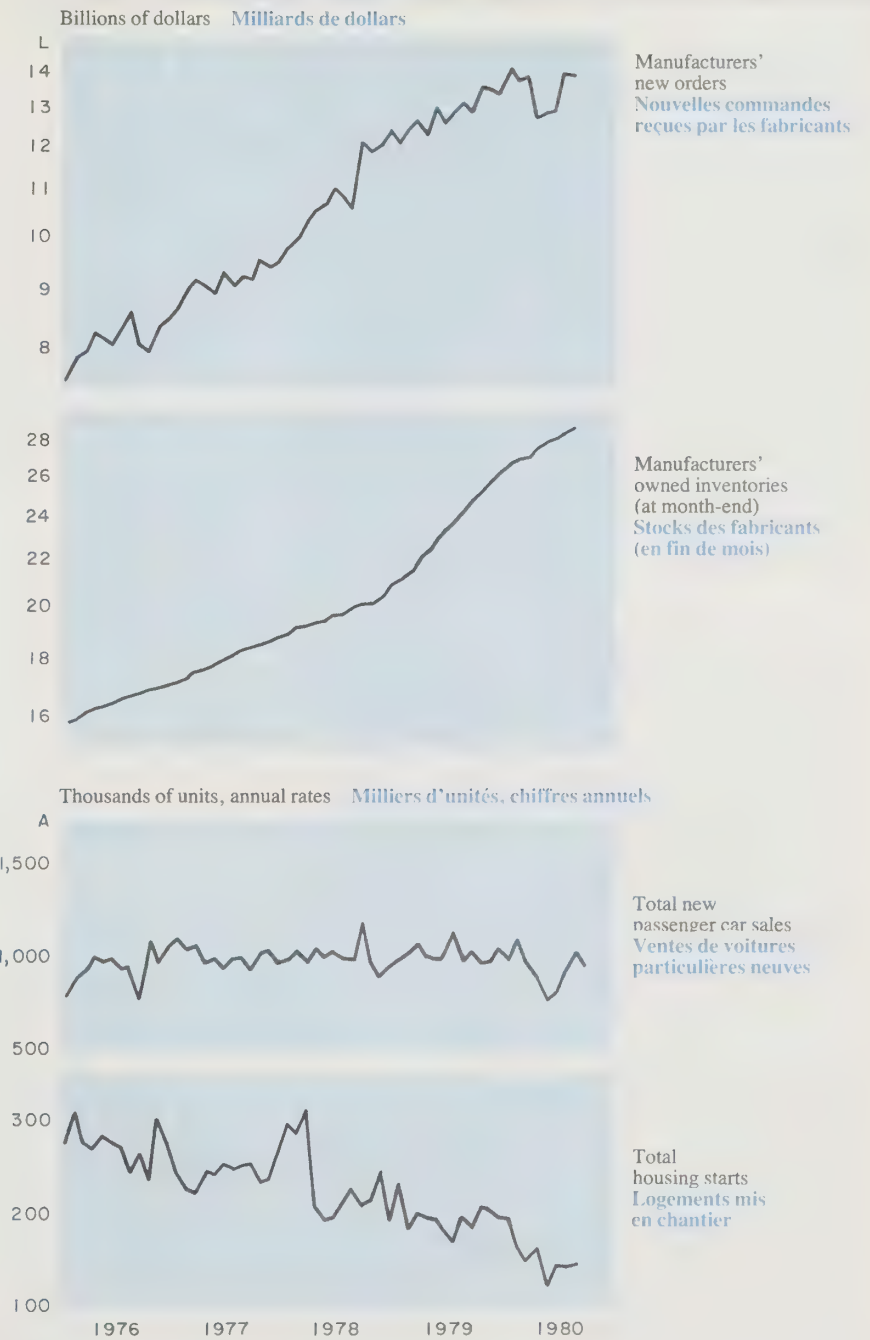 Billions of dollars Milliards de dollars
L
14
13
12
11
10
9
8
Manufacturers'
new orders
Nouvelles commandes
reçues par les fabricants
28
26
24
22
20
18
16
Manufacturers'
owned inventories
(at month-end)
Stocks des fabricants
(en fin de mois)
Thousands of units, annual rates Milliers d'unités, chiffres annuels
A
1,500
1,000
500
Total new
passenger car sales
Ventes de voitures
particulières neuves
300
200
100
Total
housing starts
Logements mis
en chantier
1976 1977 1978 1979 1980